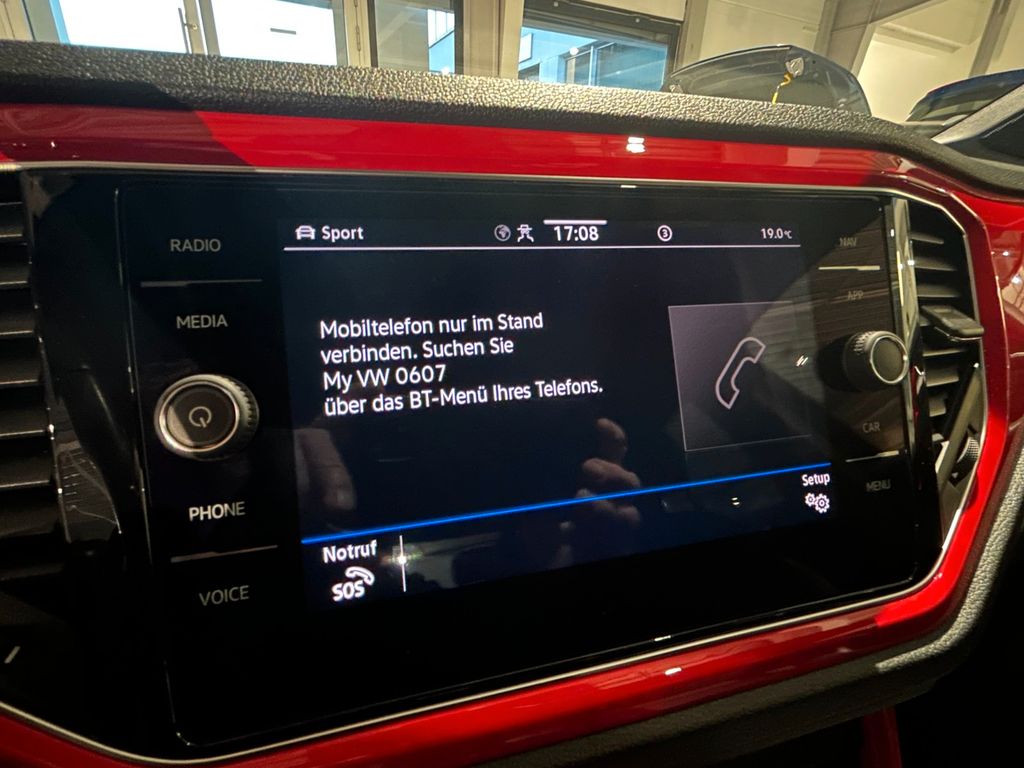 RADIO
MEDIA
PHONE
VOICE
Sport
17:08
3
19.0°C
Mobiltelefon nur im Stand
verbinden. Suchen Sie
My VW 0607
über das BT-Menü Ihres Telefons.
Setup
Notruf
SOS
NAV
APP
CAR
MENU